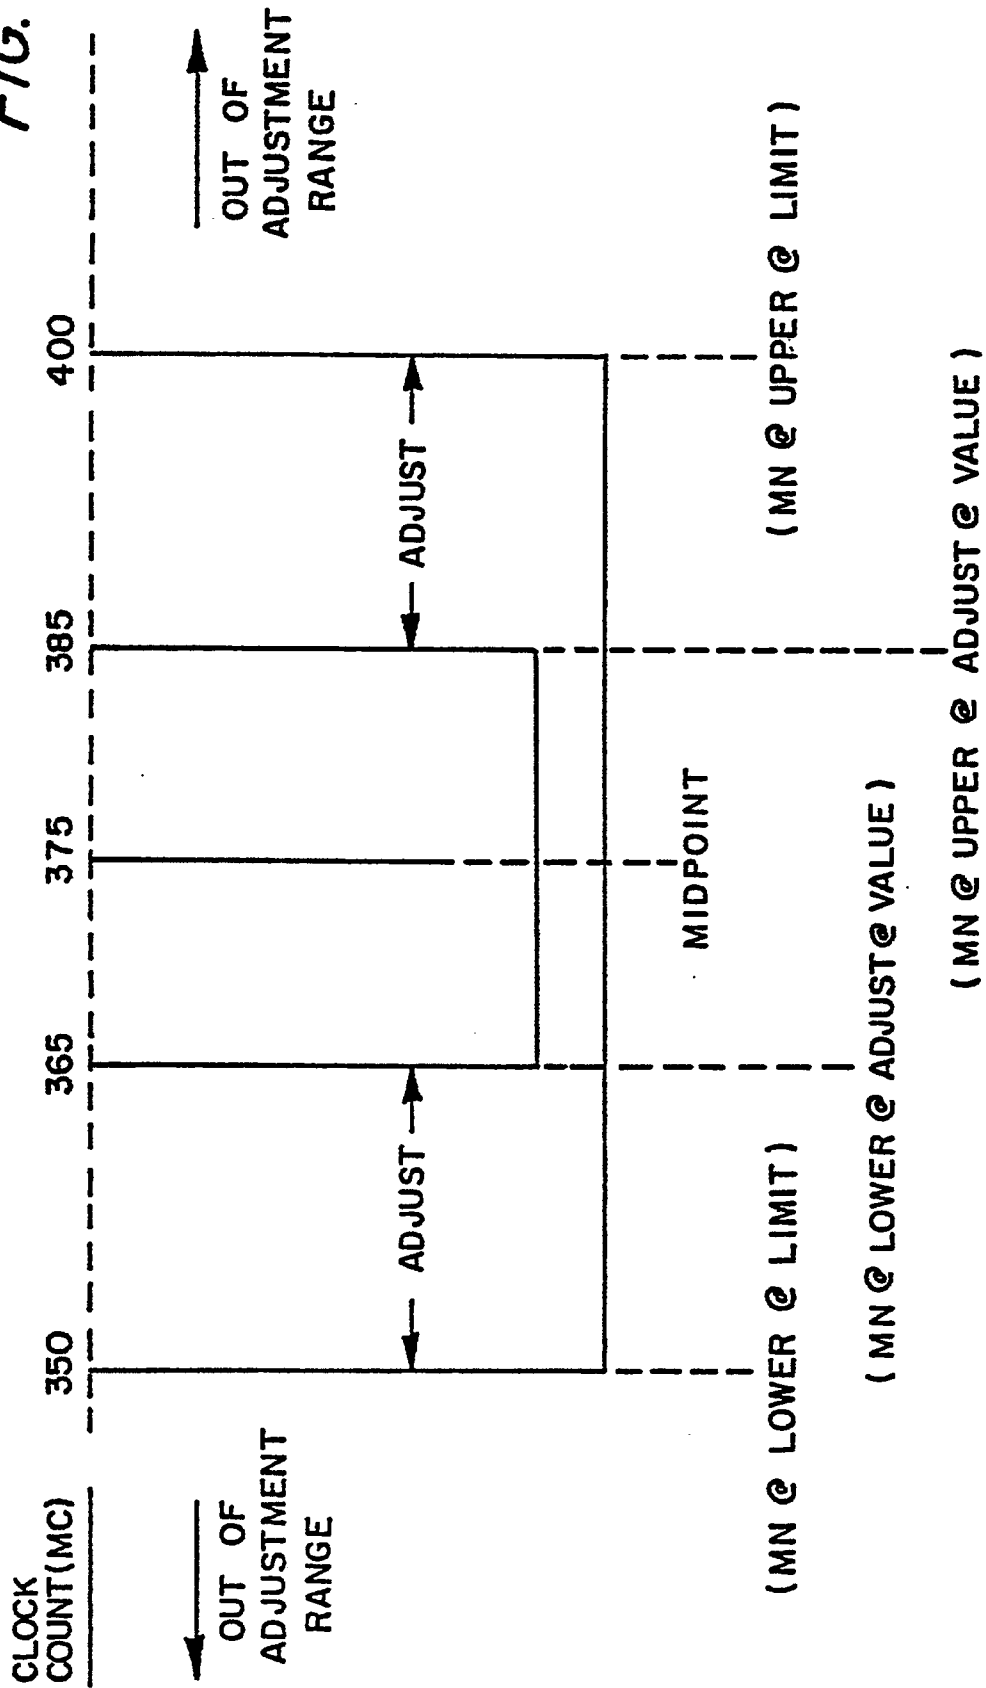 FIG.
CLOCK
COUNT(MC)
350
365
375
385
400
OUT OF
ADJUSTMENT
RANGE
OUT OF
ADJUSTMENT
RANGE
ADJUST
ADJUST
MIDPOINT
(MN @ LOWER @ LIMIT)
(MN @ UPPER @ LIMIT)
(MN @ LOWER @ ADJUST @ VALUE)
(MN @ UPPER @ ADJUST @ VALUE)